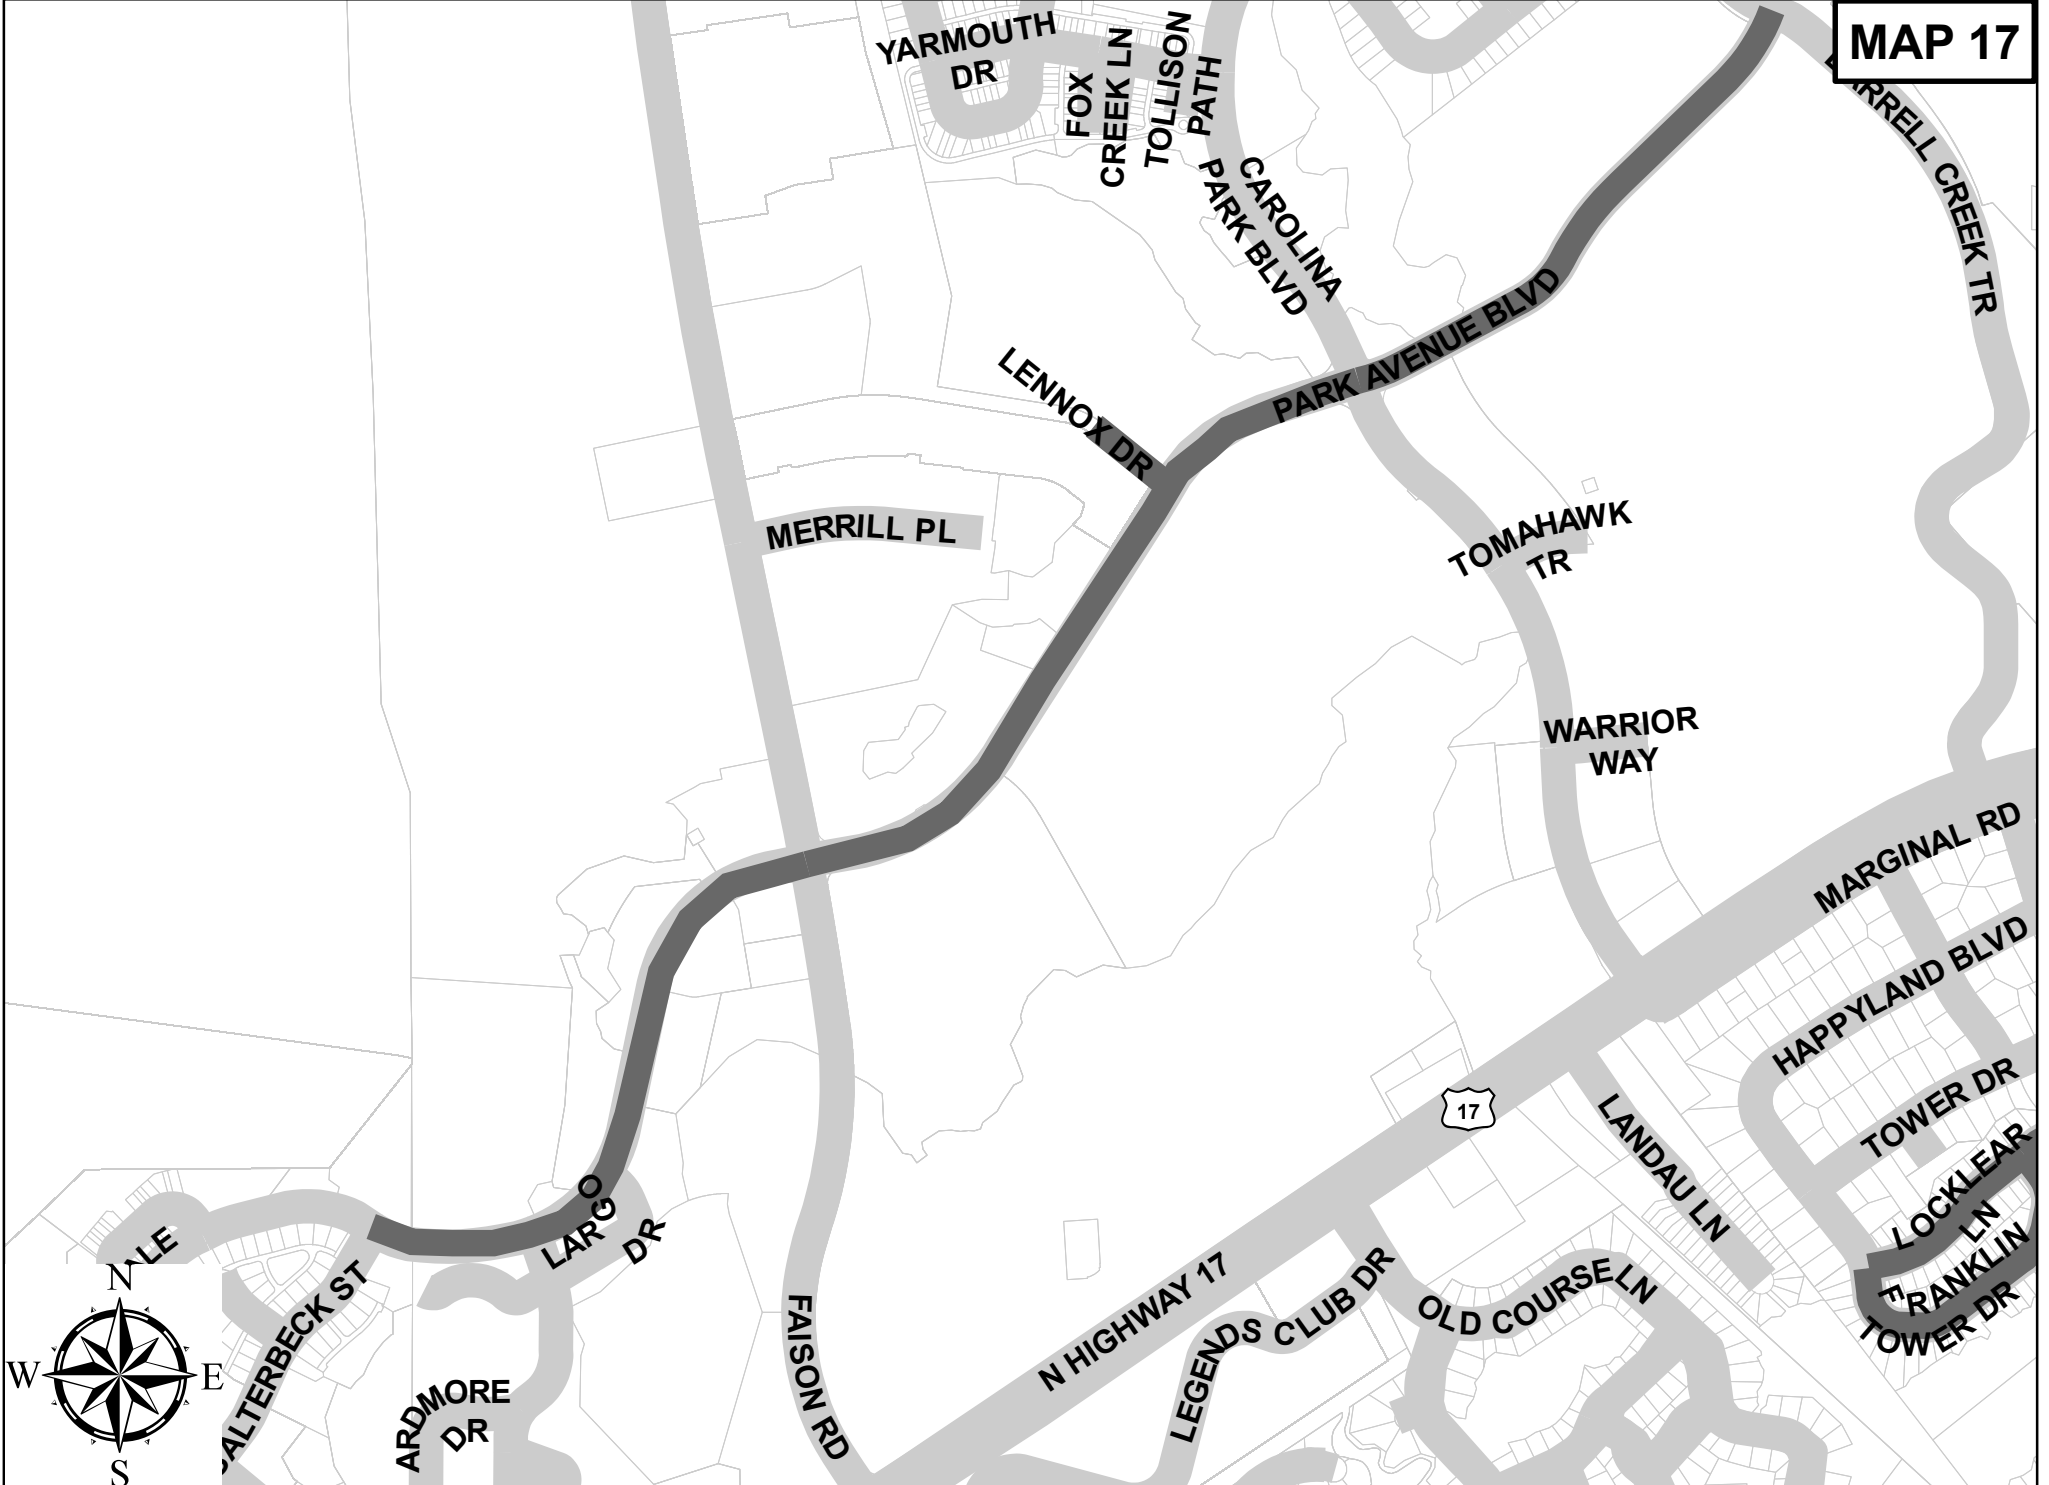 MAP 17
YARMOUTH
DR
FOX
CREEK LN
TOLLISON
PATH
CAROLINA
PARK BLVD
CREEK TR
PARK AVENUE BLVD
LENNOX DR
MERRILL PL
TOMAHAWK
TR
WARRIOR
WAY
MARGINAL RD
HAPPYLAND BLVD
TOWER DR
17
LANDAU LN
LOCKLEAR
LN
FRANKLIN
TOWER DR
LARGO
DR
N HIGHWAY 17
LEGENDS CLUB DR
OLD COURSE LN
FAISON RD
ARDMORE
DR
ST
N
W
E
S